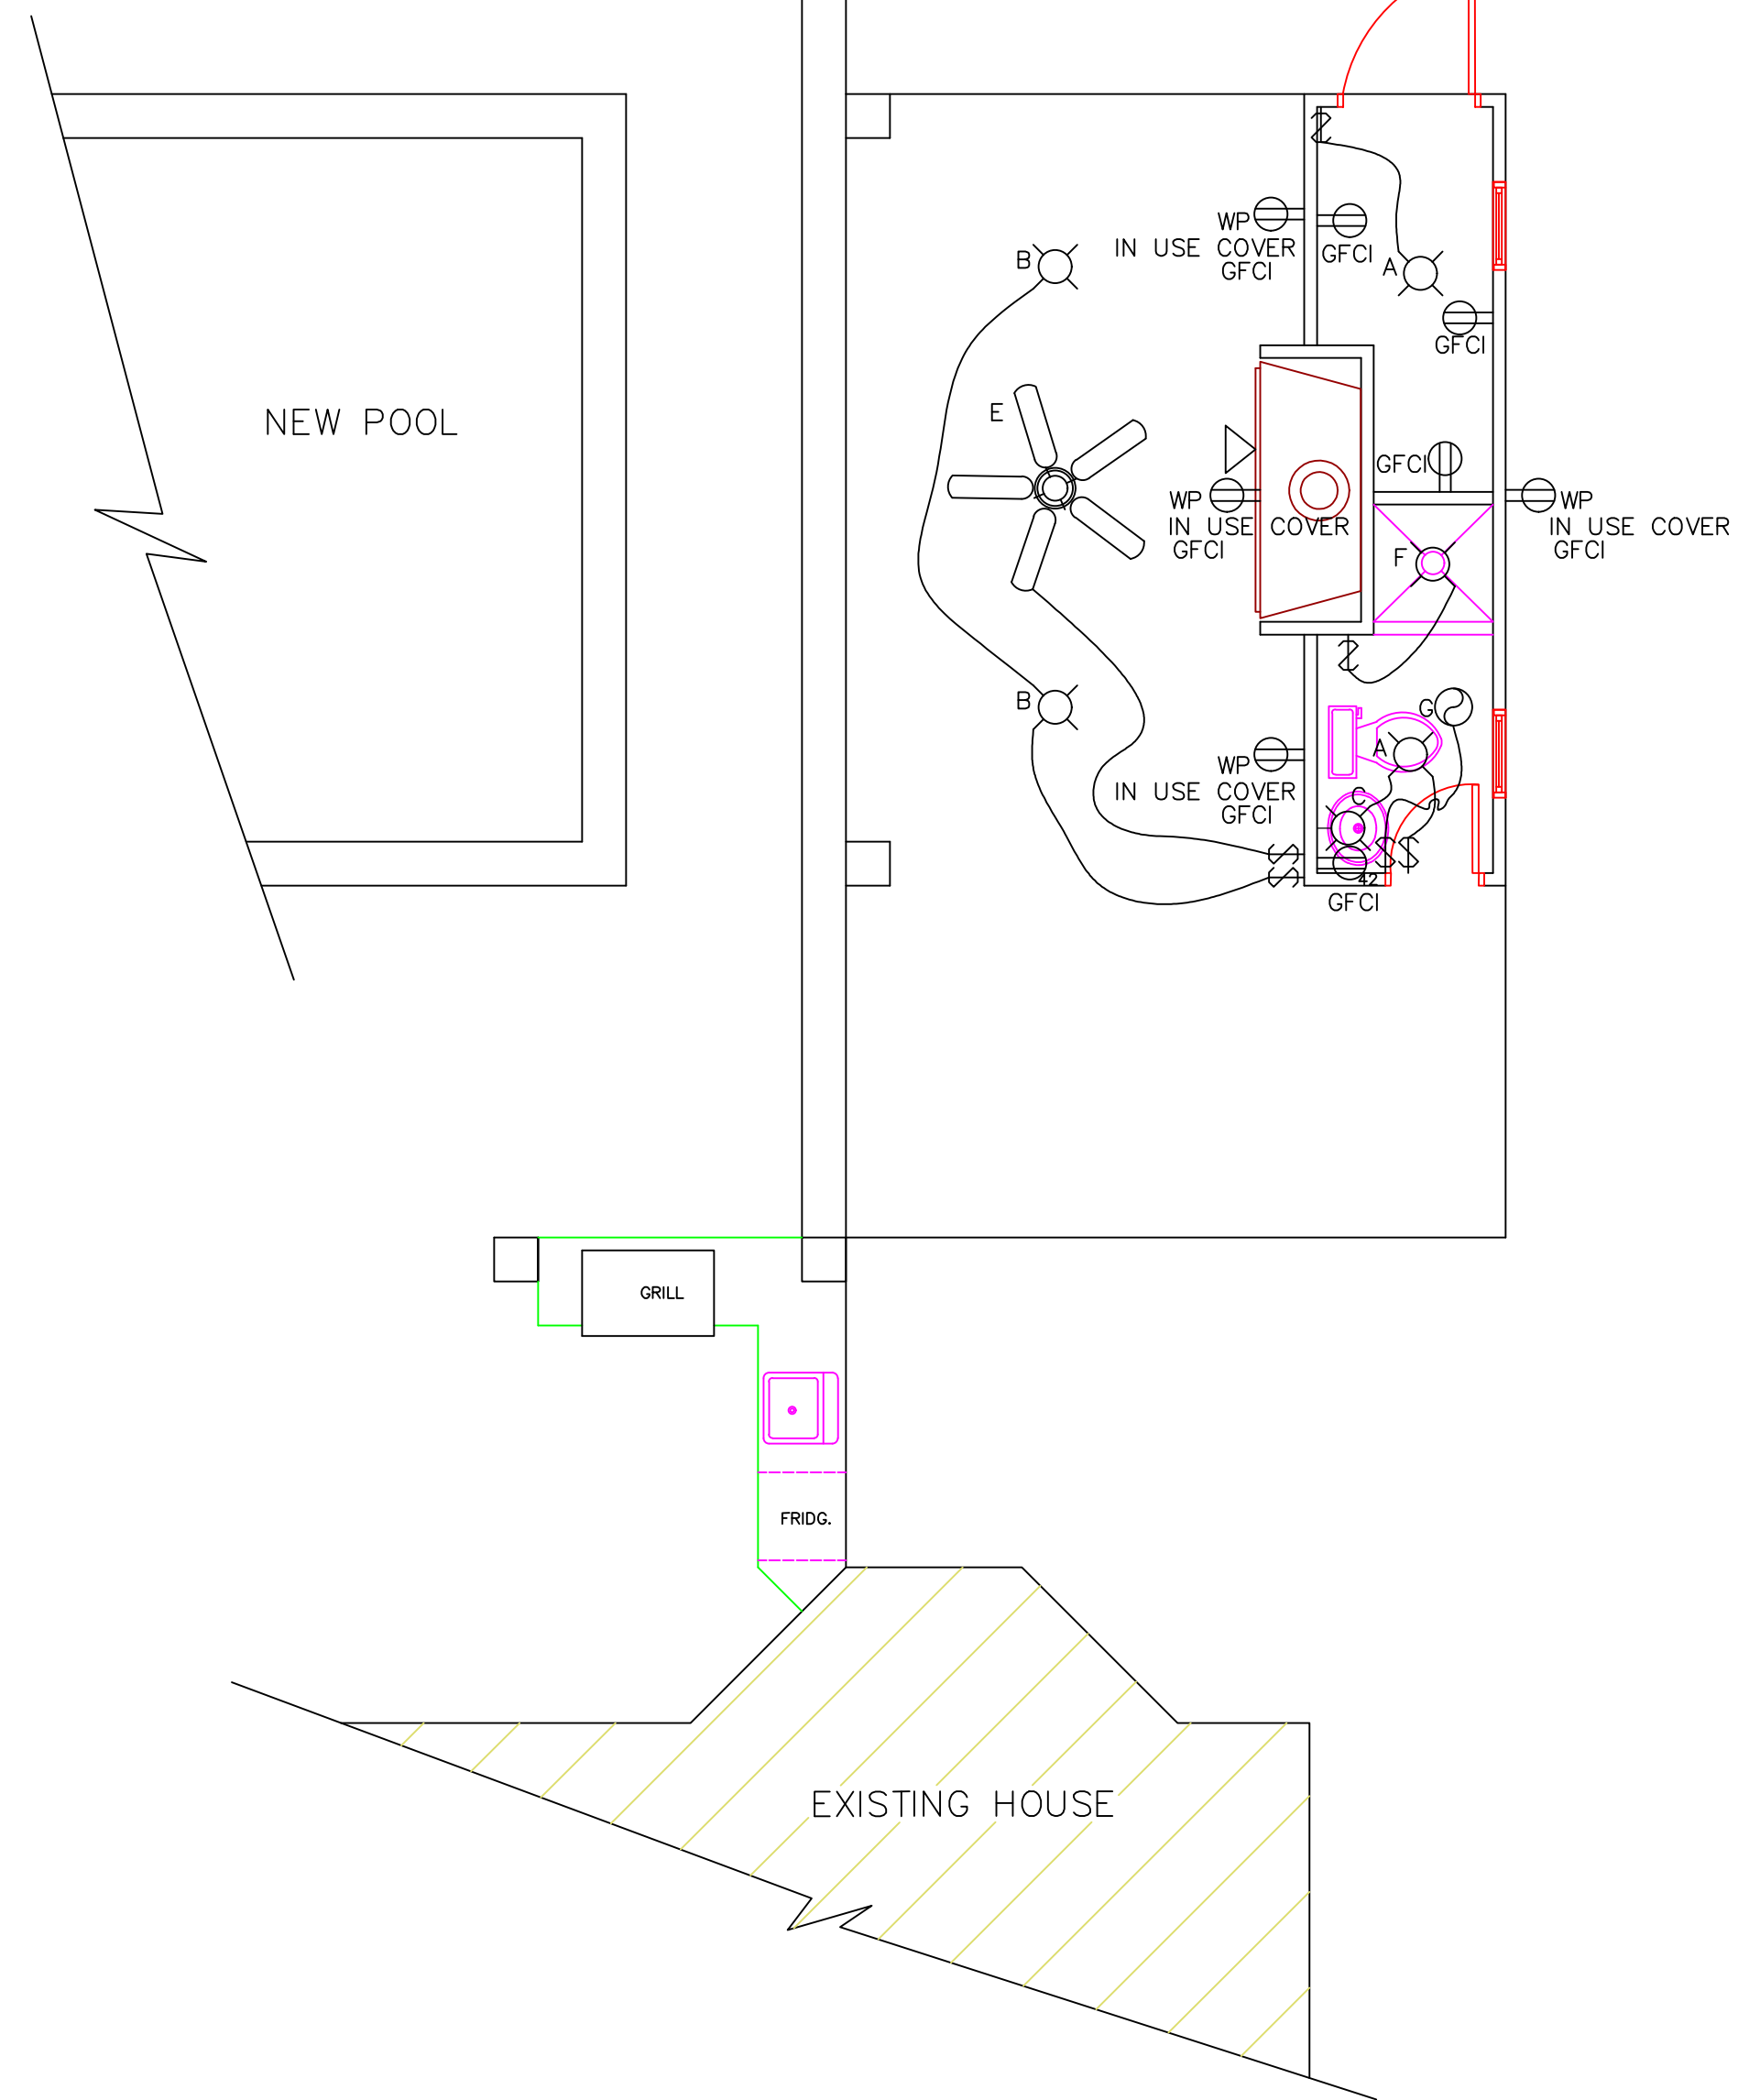 WP
IN USE COVER
GFCI
GFCI
B
A
GFCI
E
NEW POOL
GFCI
WP
IN USE COVER
GFCI
WP
IN USE COVER
GFCI
F
B
G
A
WP
IN USE COVER
GFCI
C
42
GFCI
GRILL
FRIDG.
EXISTING HOUSE